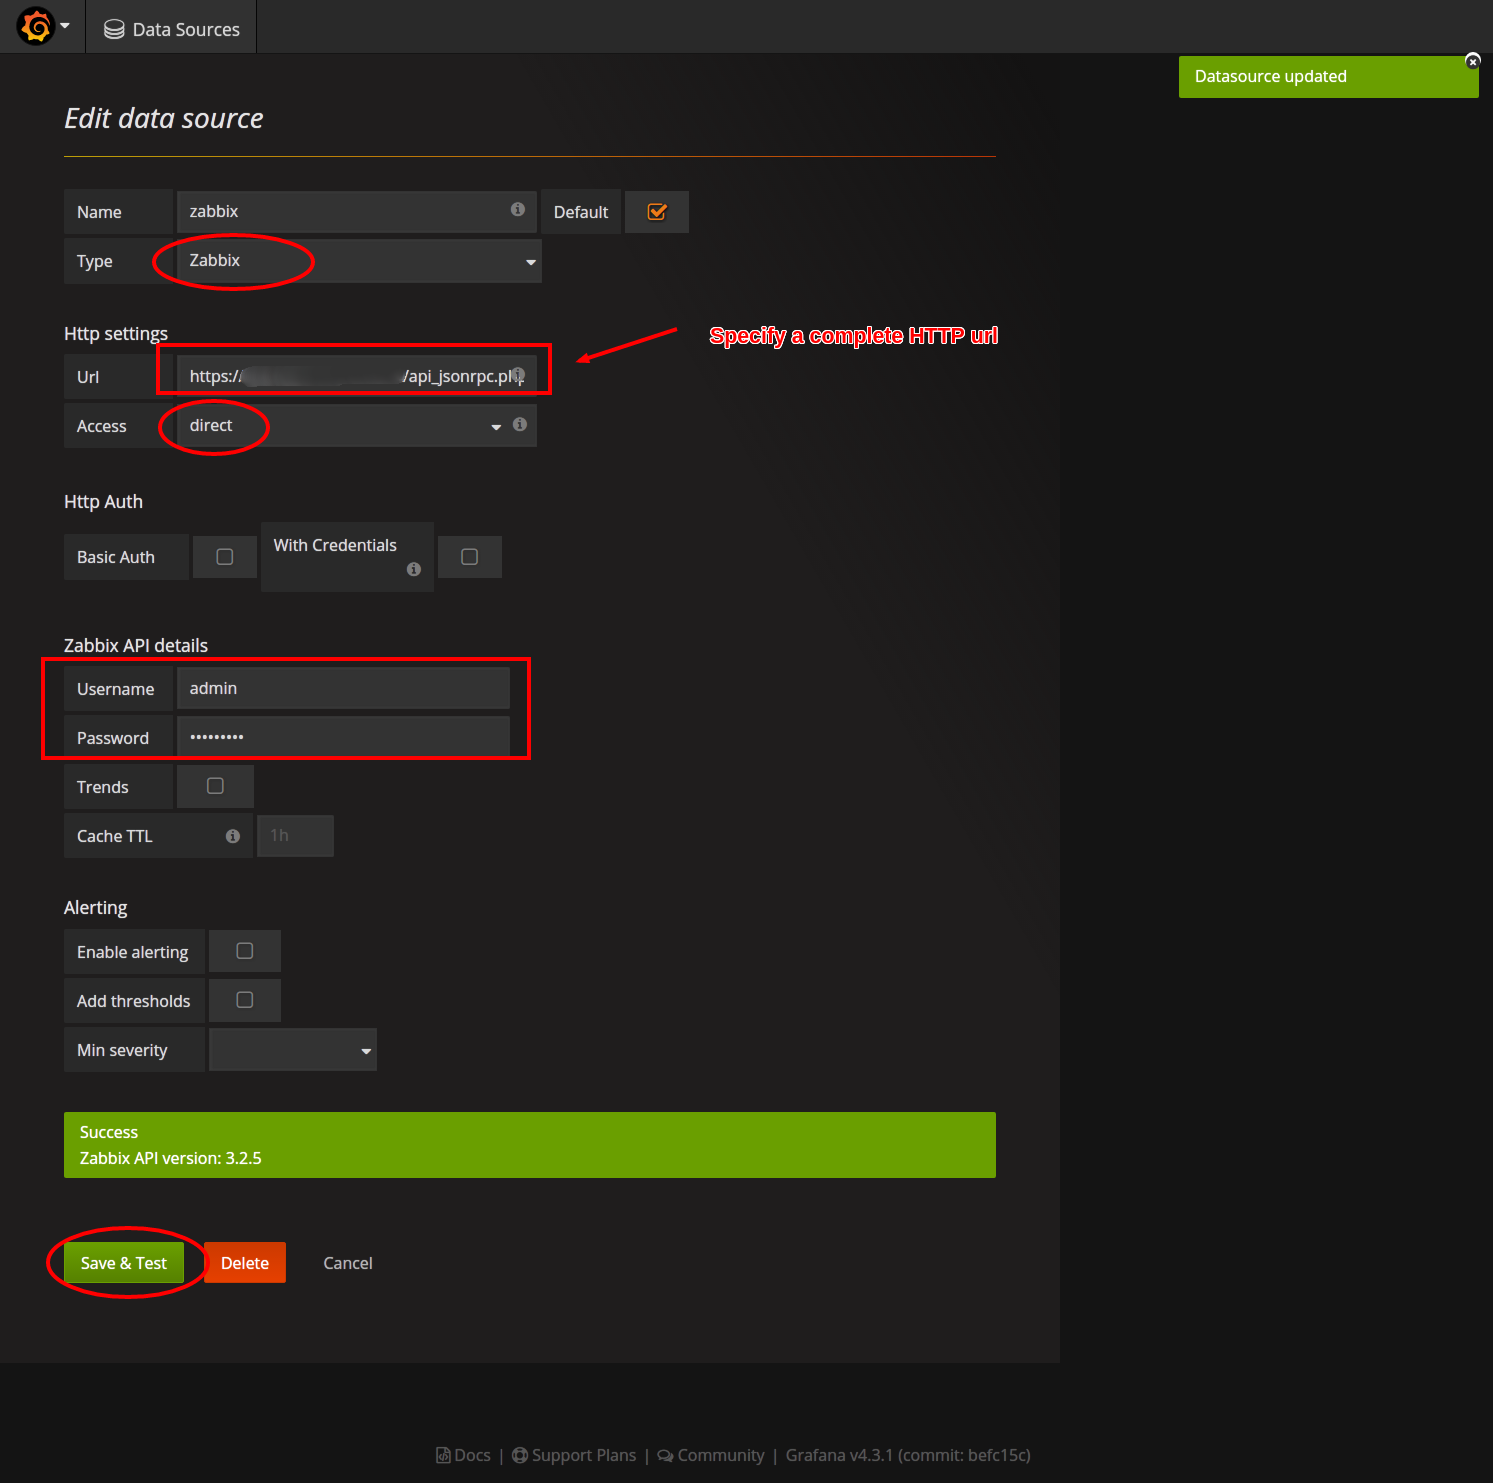 Data Sources
Datasource updated
Edit data source
Name zabbix Default
Type Zabbix
Http settings
Specify a complete HTTP url
Url https:/ /api_jsonrpc.php
Access direct
Http Auth
Basic Auth With Credentials
Zabbix API details
Username admin
Password •••••••••
Trends
Cache TTL 1h
Alerting
Enable alerting
Add thresholds
Min severity
Success
Zabbix API version: 3.2.5
Save & Test Delete Cancel
Docs | Support Plans | Community | Grafana v4.3.1 (commit: befc15c)